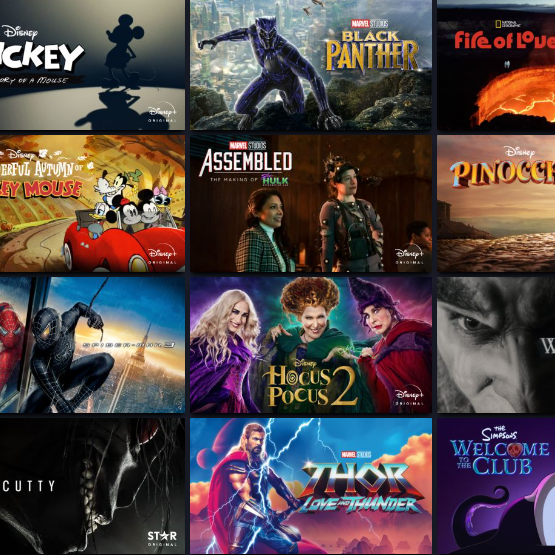 Disney
ICKEY
ORY OF A MOUSE
Disney+
ORIGINAL
MARVEL STUDIOS
BLACK
PANTHER
NATIONAL
GEOGRAPHIC
FiRe of LoVe
Disney
ERFUL AUTUMN OF
EY MOUSE
Disney+
ORIGINAL
MARVEL STUDIOS
ASSEMBLED
THE MAKING OF
HULK
Disney+
ORIGINAL
Disney
PINOCC
SPIDER-MAN 3
Disney
HOCUS
POCUS 2
Disney+
ORIGINAL
W
CUTTY
STAR
ORIGINAL
MARVEL STUDIOS
THOR
LOVE AND THUNDER
THE
SIMPSONS
WELCOME
TO THE CLUB